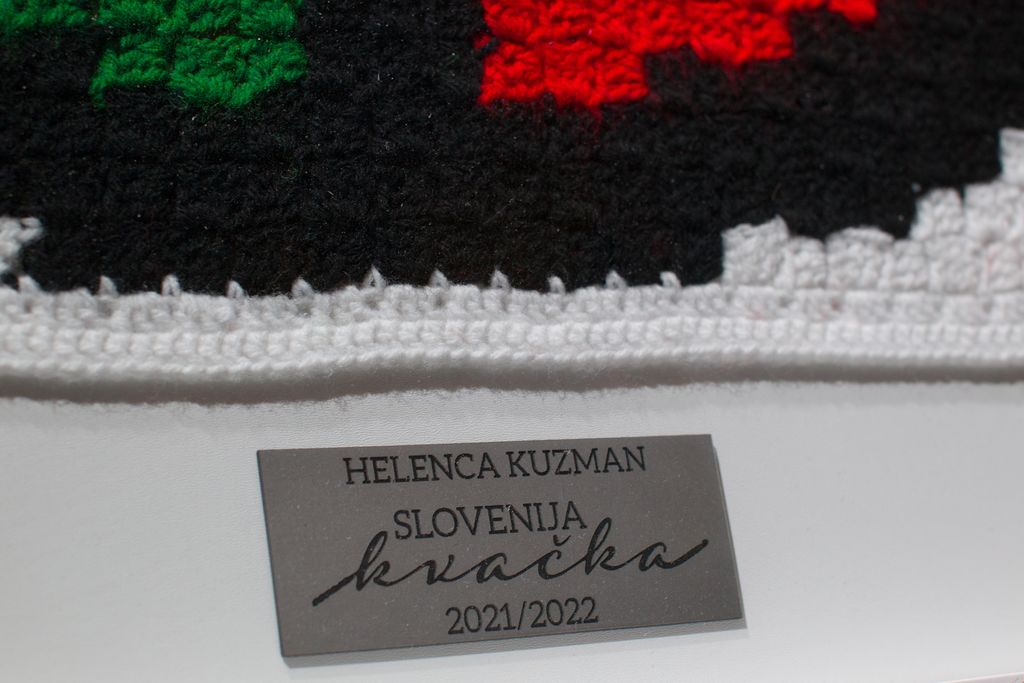 HELENCA KUZMAN
SLOVENIJA
kvačka
2021/2022